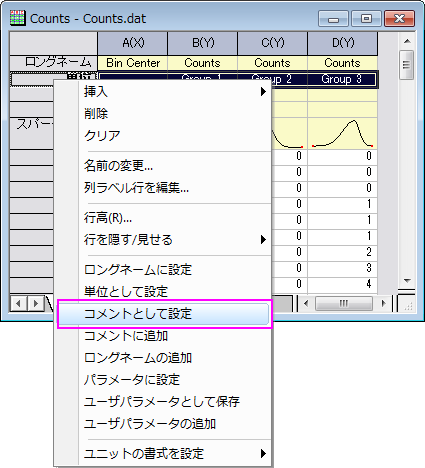 Counts - Counts.dat
A(X) B(Y) C(Y) D(Y)
ロングネーム Bin Center Counts Counts Counts
Group 1 Group 2 Group 3
スパー
0 0
0 0
0 1
0 1
0 1
0 2
0 3
0 4
挿入
削除
クリア
名前の変更...
列ラベル行を編集...
行高(R)...
行を隠す/見せる
ロングネームに設定
単位として設定
コメントとして設定
コメントに追加
ロングネームの追加
パラメータに設定
ユーザパラメータとして保存
ユーザパラメータの追加
ユニットの書式を設定